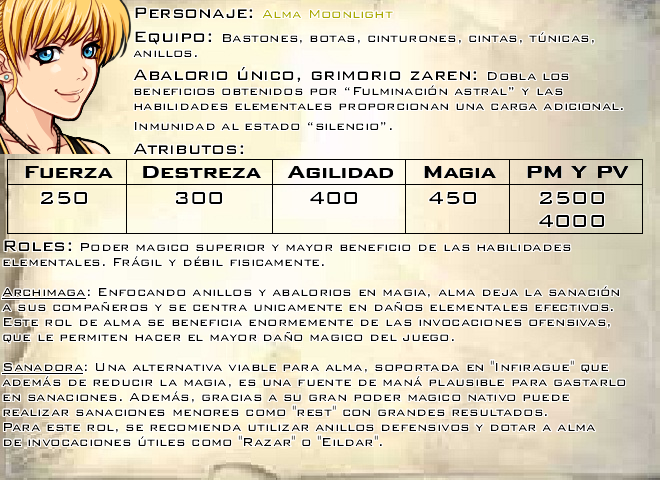 Personaje: Alma Moonlight
Equipo: Bastones, botas, cinturones, cintas, túnicas,
anillos.
Abalorio único, grimorio zaren: Dobla los
beneficios obtenidos por “Fulminación astral” y las
habilidades elementales proporcionan una carga adicional.
Inmunidad al estado “silencio”.
Atributos:
Fuerza Destreza Agilidad Magia PM y PV
250 300 400 450 2500
4000
Roles: Poder magico superior y mayor beneficio de las habilidades
elementales. Frágil y débil fisicamente.
Archimaga: Enfocando anillos y abalorios en magia, alma deja la sanación
a sus compañeros y se centra unicamente en daños elementales efectivos.
Este rol de alma se beneficia enormemente de las invocaciones ofensivas,
que le permiten hacer el mayor daño magico del juego.
Sanadora: Una alternativa viable para alma, soportada en "Infirague" que
además de reducir la magia, es una fuente de maná plausible para gastarlo
en sanaciones. Además, gracias a su gran poder magico nativo puede
realizar sanaciones menores como "rest" con grandes resultados.
Para este rol, se recomienda utilizar anillos defensivos y dotar a alma
de invocaciones útiles como "Razar" o "Eildar".